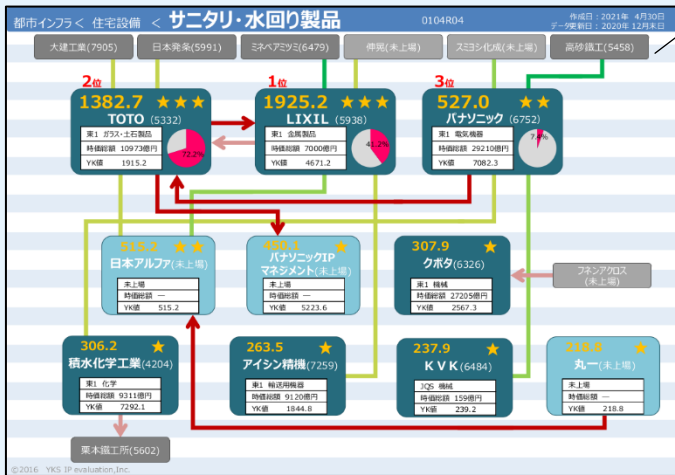 都市インフラ＜ 住宅設備 ＜ サニタリ・水回り製品
0104R04
作成日：2021年 4月30日
データ更新日：2020年 12月末日
大建工業(7905)
日本発条(5991)
ミネベアミツミ(6479)
伸晃(未上場)
スミヨシ化成(未上場)
高砂鐵工(5458)
2位
1382.7 ★★★
TOTO (5332)
東1 ガラス・土石製品
時価総額 10973億円
YK値 1915.2
72.2%
1位
1925.2 ★★★
LIXIL (5938)
東1 金属製品
時価総額 7000億円
YK値 4671.2
41.2%
3位
527.0 ★★
パナソニック (6752)
東1 電気機器
時価総額 29210億円
YK値 7082.3
7.4%
515.2 ★★
日本アルファ(未上場)
未上場
時価総額 ―
YK値 515.2
450.1 ★
パナソニックIP
マネジメント(未上場)
未上場
時価総額 ―
YK値 5223.6
307.9 ★
クボタ(6326)
東1 機械
時価総額 27205億円
YK値 2567.3
フネンアクロス
(未上場)
306.2 ★
積水化学工業(4204)
東1 化学
時価総額 9311億円
YK値 7292.1
263.5 ★
アイシン精機(7259)
東1 輸送用機器
時価総額 9120億円
YK値 1844.8
237.9 ★
ＫＶＫ(6484)
JQS 機械
時価総額 159億円
YK値 239.2
218.8 ★
丸一(未上場)
未上場
時価総額 ―
YK値 218.8
栗本鐵工所(5602)
©2016 YKS IP evaluation,Inc.